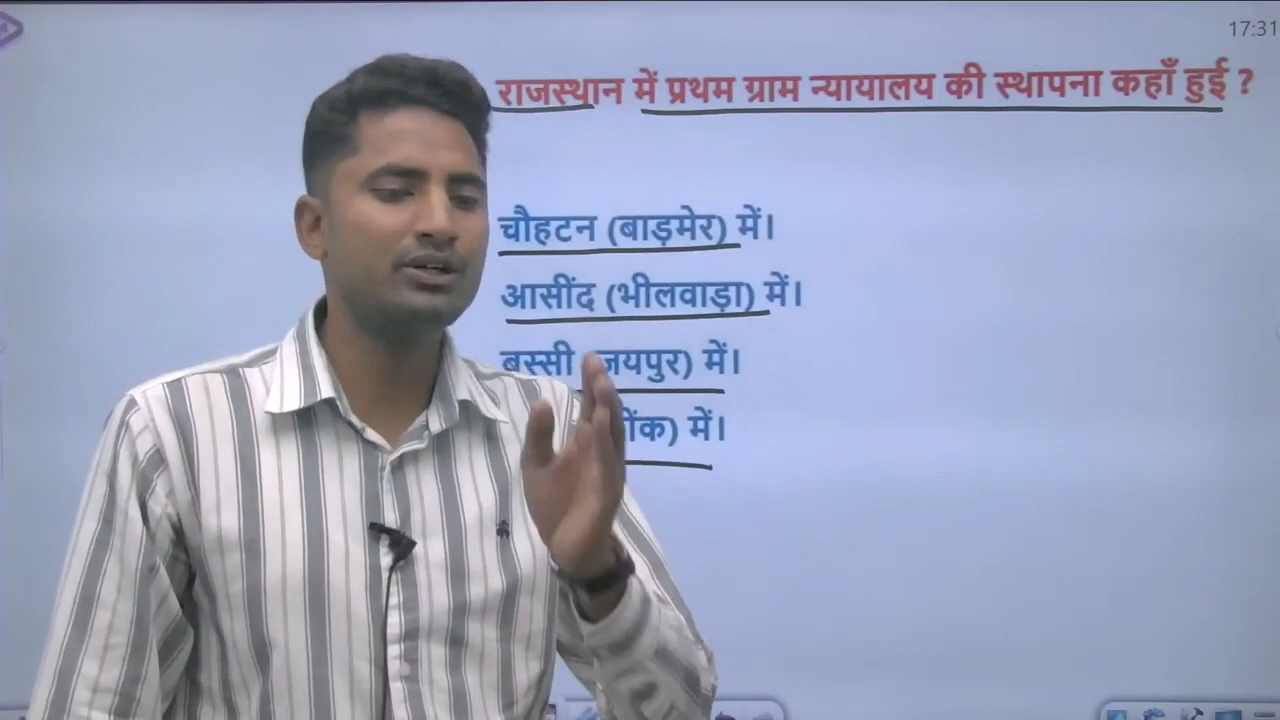 17:31
राजस्थान में प्रथम ग्राम न्यायालय की स्थापना कहाँ हुई ?
चौहटन (बाड़मेर) में।
आसींद (भीलवाड़ा) में।
बस्सी जयपुर) में।
में।